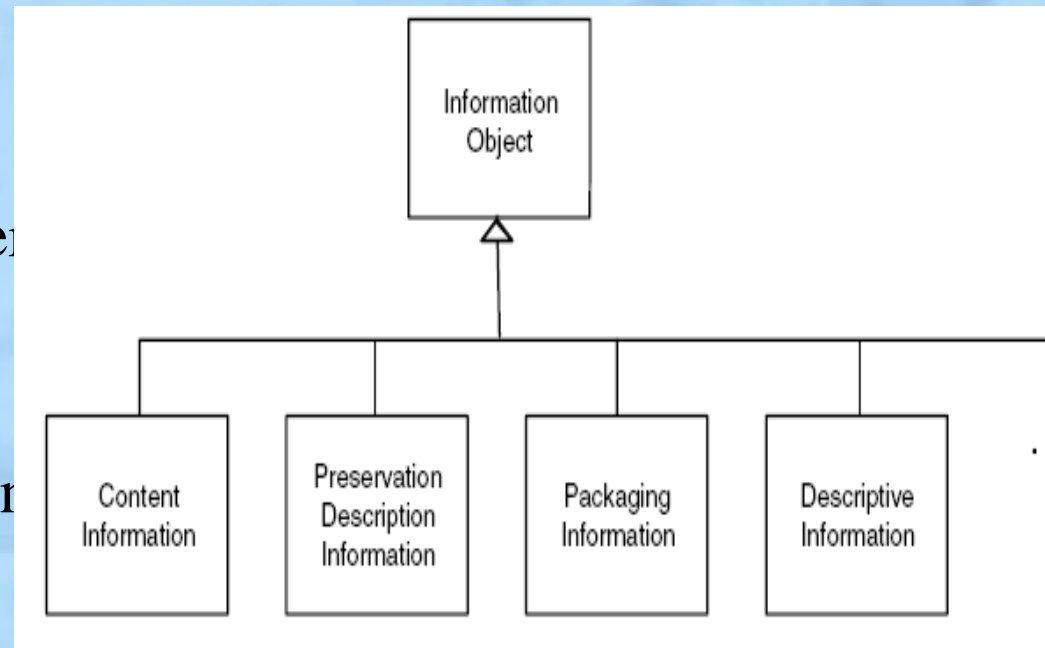 Information
Object
Content
Information
Preservation
Description
Information
Packaging
Information
Descriptive
Information
.